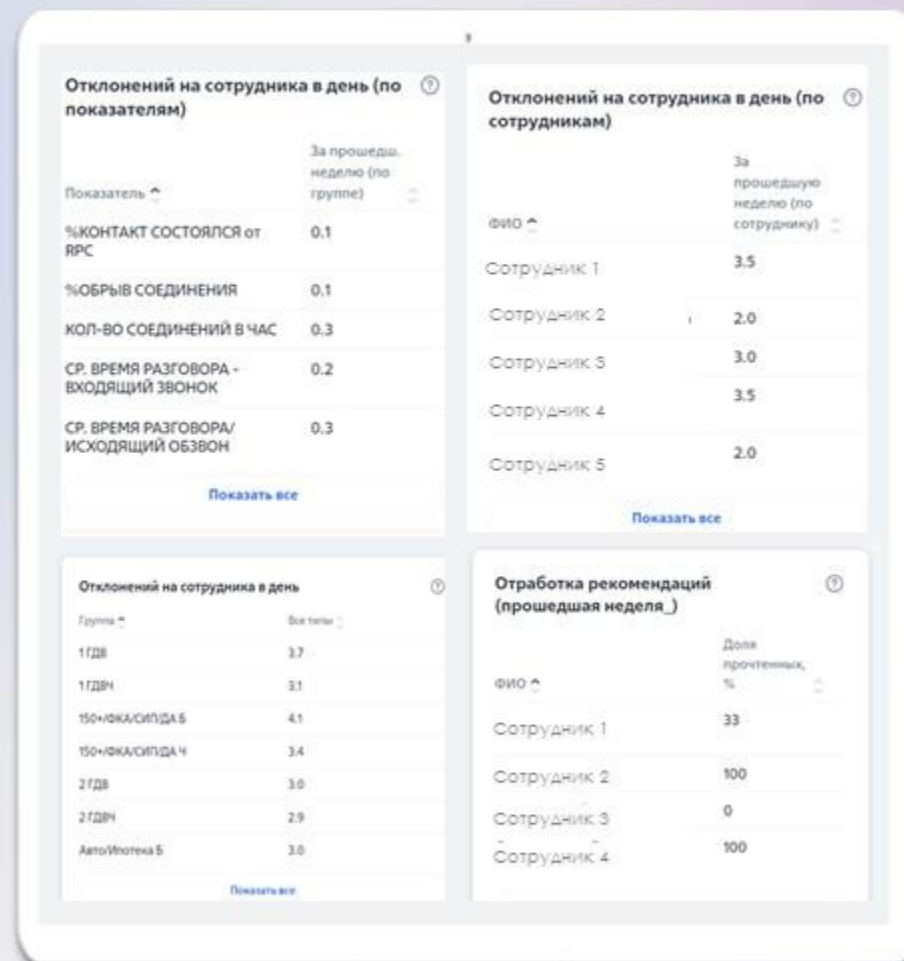 Отклонений на сотрудника в день (по
показателям)
Показатель
За прошедш.
неделю (по
группе)
%КОНТАКТ СОСТОЯЛСЯ от
RPC
0.1
%ОБРЫВ СОЕДИНЕНИЯ 0.1
КОЛ-ВО СОЕДИНЕНИЙ В ЧАС 0.3
СР. ВРЕМЯ РАЗГОВОРА -
ВХОДЯЩИЙ ЗВОНОК
0.2
СР. ВРЕМЯ РАЗГОВОРА/
ИСХОДЯЩИЙ ОБЗВОН
0.3
Показать все
Отклонений на сотрудника в день (по
сотрудникам)
ФИО
За
прошедшую
неделю (по
сотруднику)
Сотрудник 1 3.5
Сотрудник 2 2.0
Сотрудник 3 3.0
Сотрудник 4 3.5
Сотрудник 5 2.0
Показать все
Отклонений на сотрудника в день
Группа Все типы
1 ГДВ 3.7
1 ГДВЧ 3.1
150+/ФКА/СИП/ДА Б 4.1
150+/ФКА/СИП/ДА Ч 3.4
2 ГДВ 3.0
2 ГДВЧ 2.9
Авто/Ипотека Б 3.0
Показать все
Отработка рекомендаций
(прошедшая неделя_)
ФИО
Доля
прочтенных,
%
Сотрудник 1 33
Сотрудник 2 100
Сотрудник 3 0
Сотрудник 4 100